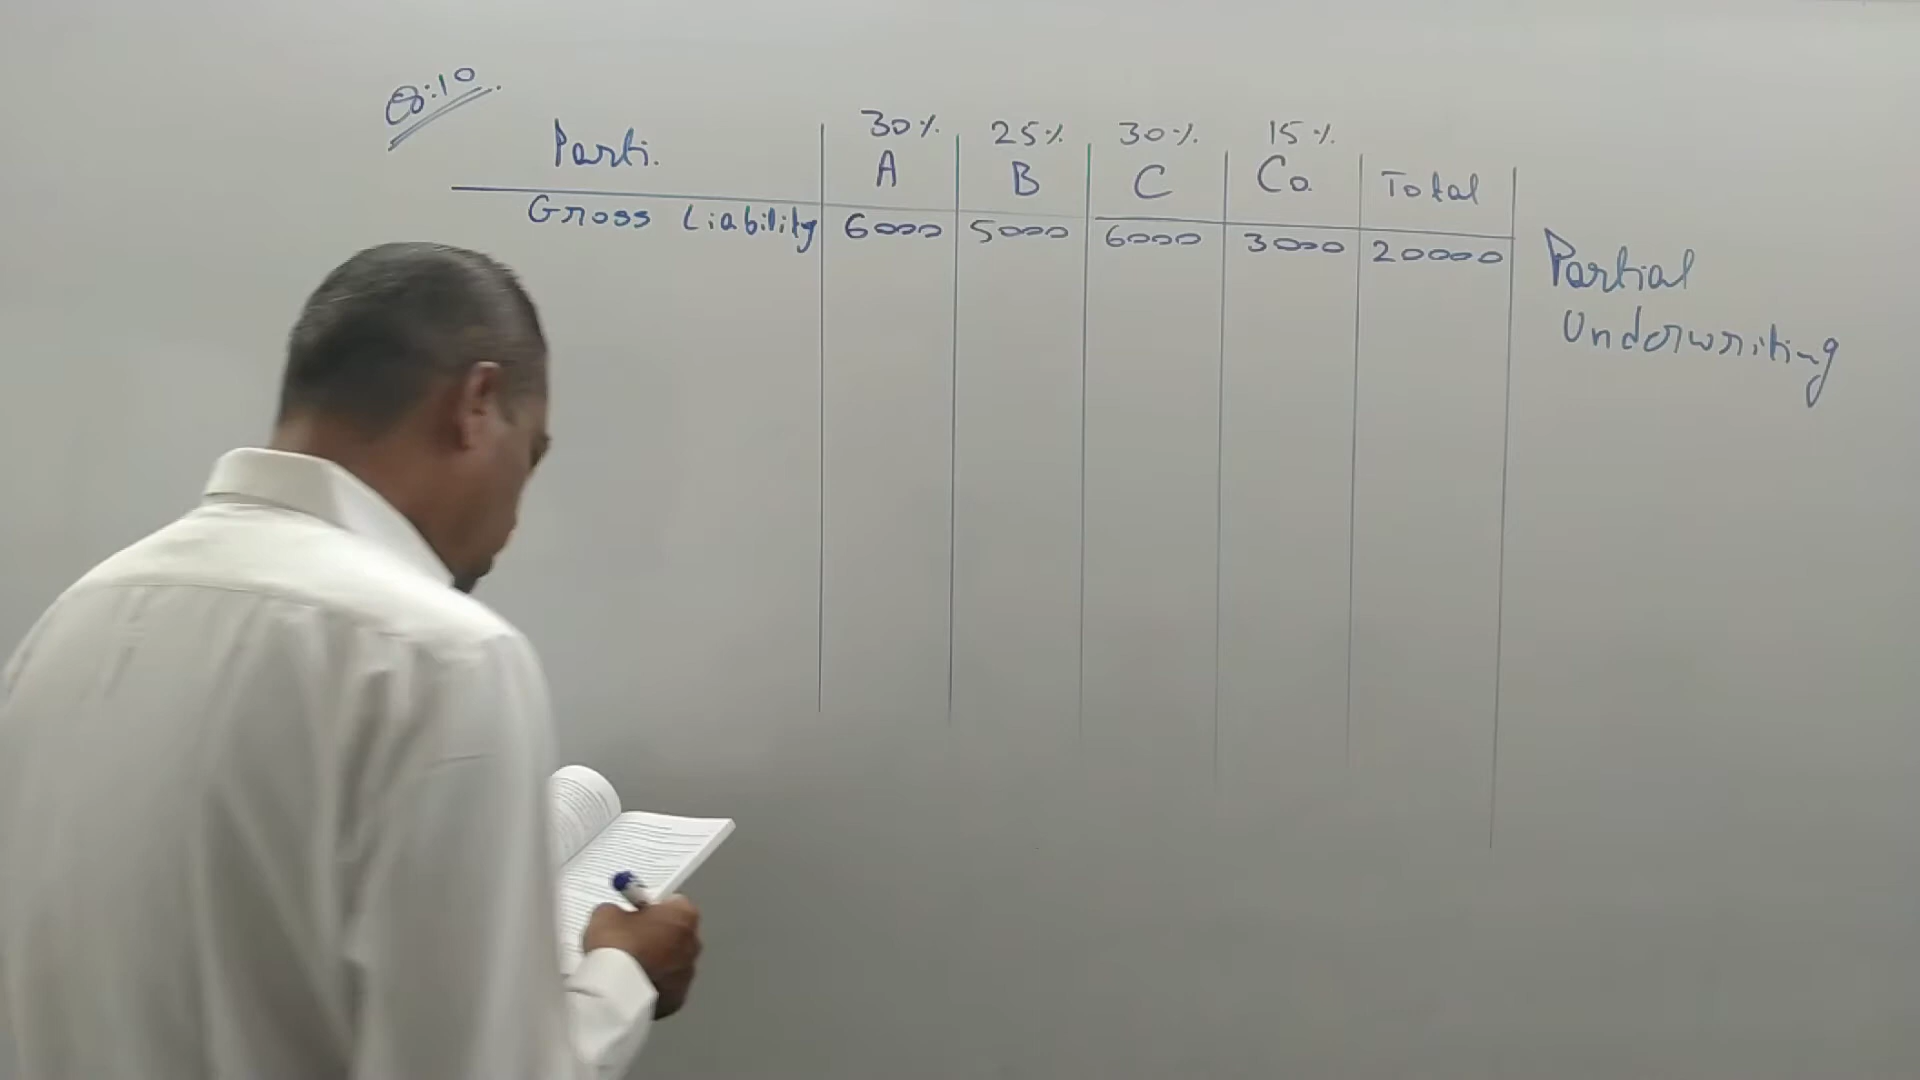 Q:10
30% 25% 30% 15%
Parti. A B C Co. Total
Gross Liability 6000 5000 6000 3000 20000
Partial
Underwriting